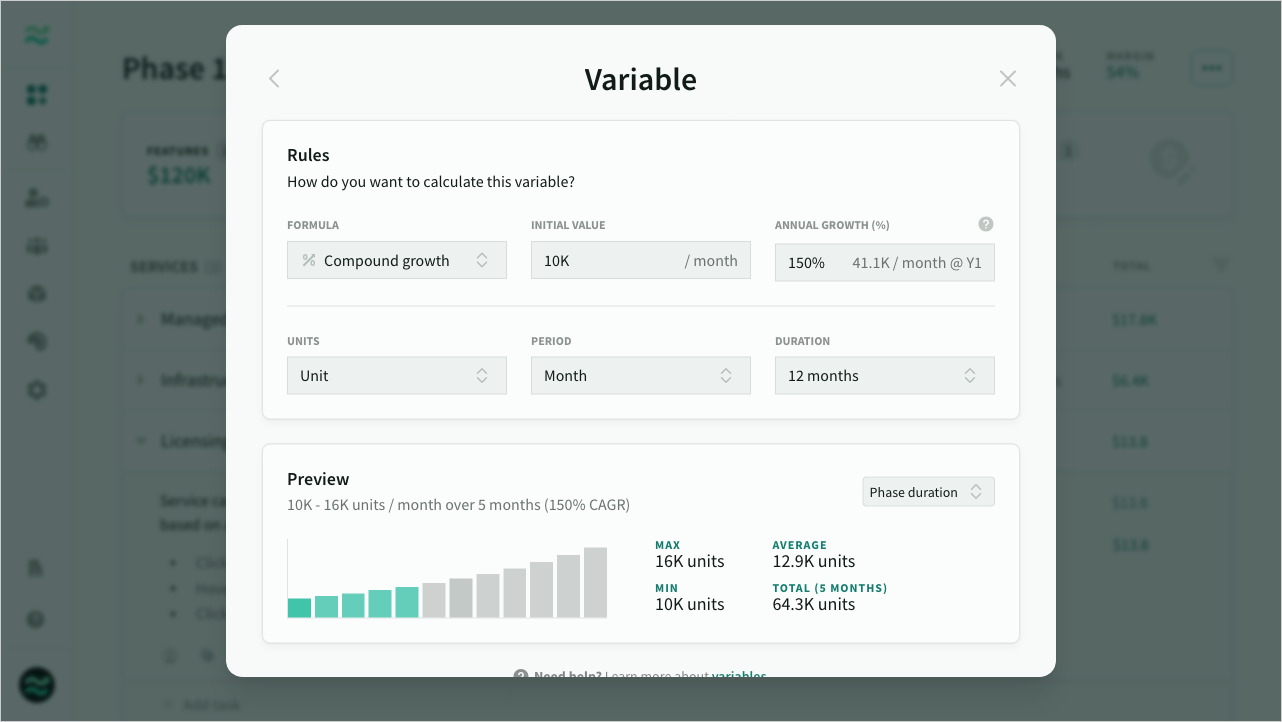 Phase 1
MARGIN
54%
Variable
FEATURES
$120K
Rules
How do you want to calculate this variable?
FORMULA
INITIAL VALUE
ANNUAL GROWTH (%)
?
Compound growth
10K
/ month
150%
41.1K / month @ Y1
SERVICES
TOTAL
UNITS
PERIOD
DURATION
Unit
Month
12 months
Managed
$17.8K
Infrastru
$6.4K
Licensing
$13.8
Preview
Phase duration
10K - 16K units / month over 5 months (150% CAGR)
Service ca
based on
$13.8
$13.8
MAX
AVERAGE
16K units
12.9K units
MIN
TOTAL (5 MONTHS)
10K units
64.3K units
Click
Hove
Click
? Need help? Learn more about variables
Add task